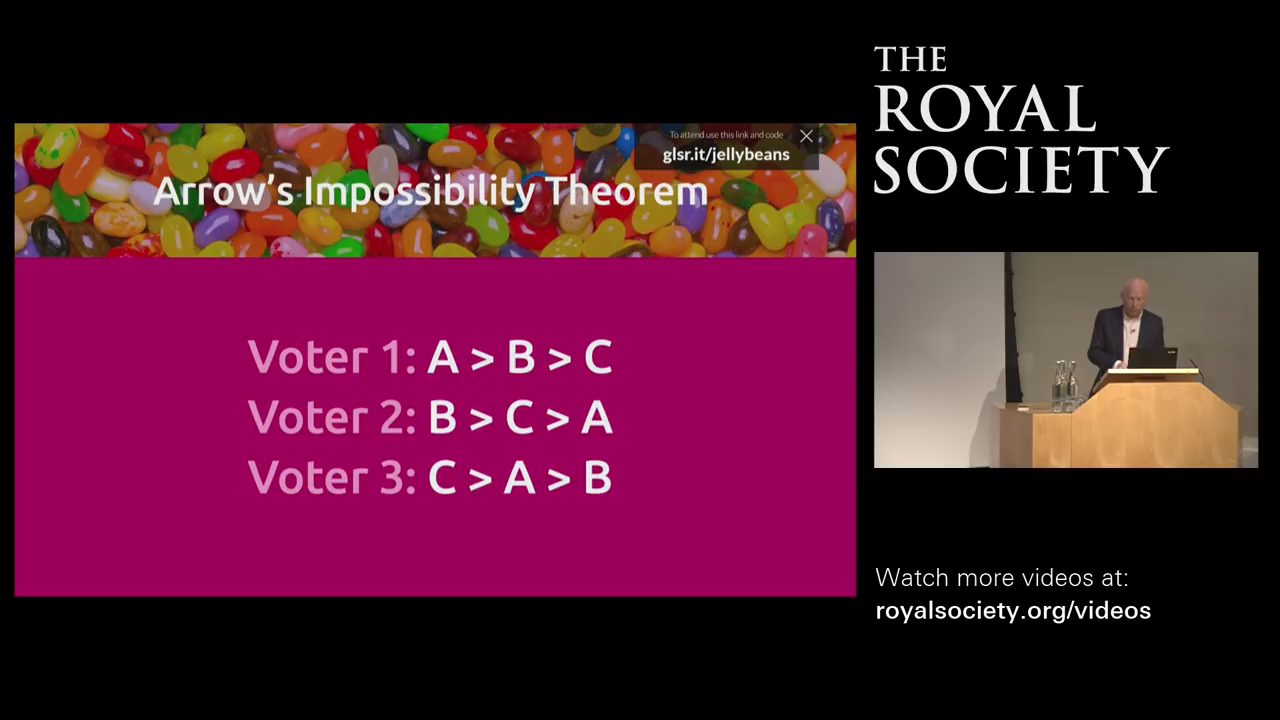 To attend use this link and code
glsr.it/jellybeans
Arrow's Impossibility Theorem
Voter 1: A > B > C
Voter 2: B > C > A
Voter 3: C > A > B
THE
ROYAL
SOCIETY
Watch more videos at:
royalsociety.org/videos